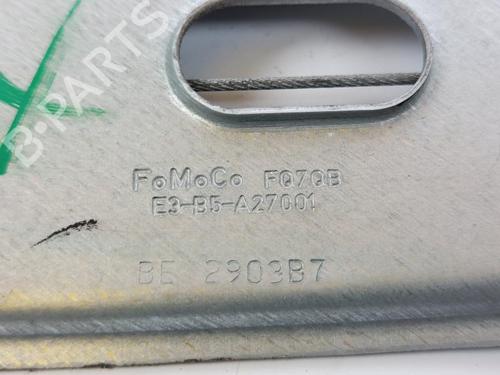 B-PARTS
FoMoCo FQ7QB
E3-B5-A27001
BE 2903B7